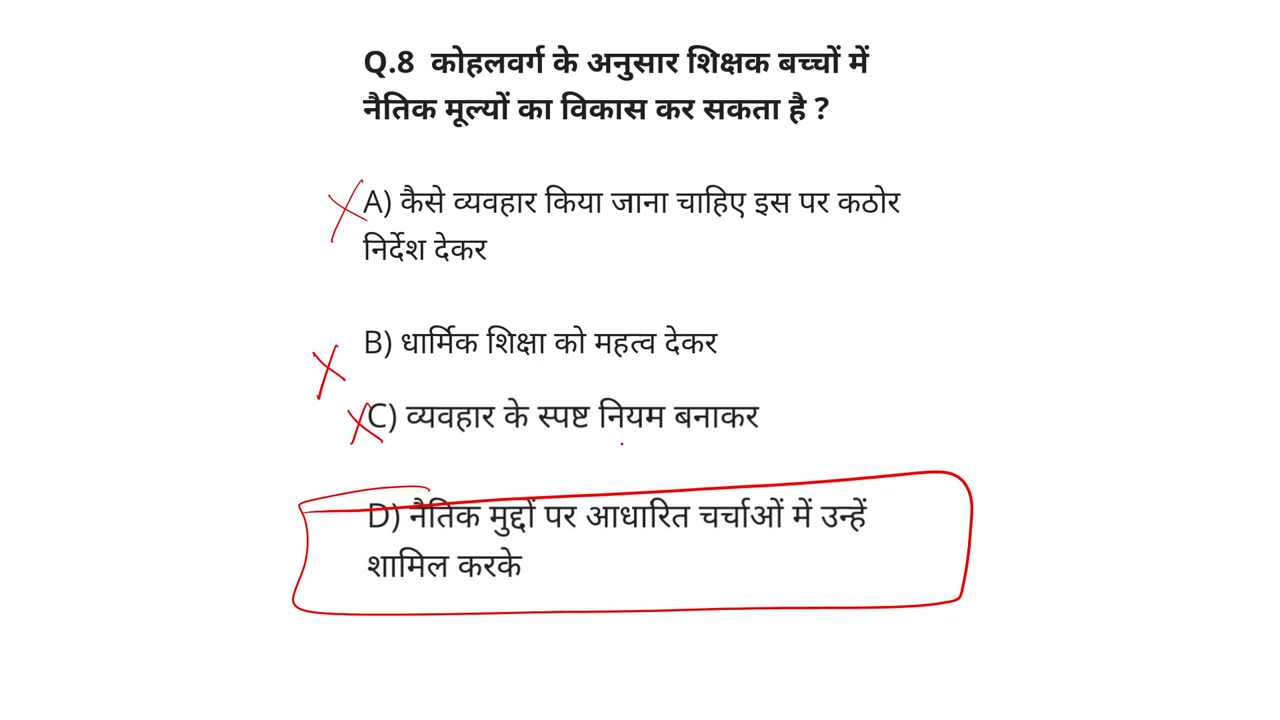 Q.8 कोहलवर्ग के अनुसार शिक्षक बच्चों में
नैतिक मूल्यों का विकास कर सकता है ?
A) कैसे व्यवहार किया जाना चाहिए इस पर कठोर
निर्देश देकर
B) धार्मिक शिक्षा को महत्व देकर
C) व्यवहार के स्पष्ट नियम बनाकर
D) नैतिक मुद्दों पर आधारित चर्चाओं में उन्हें
शामिल करके